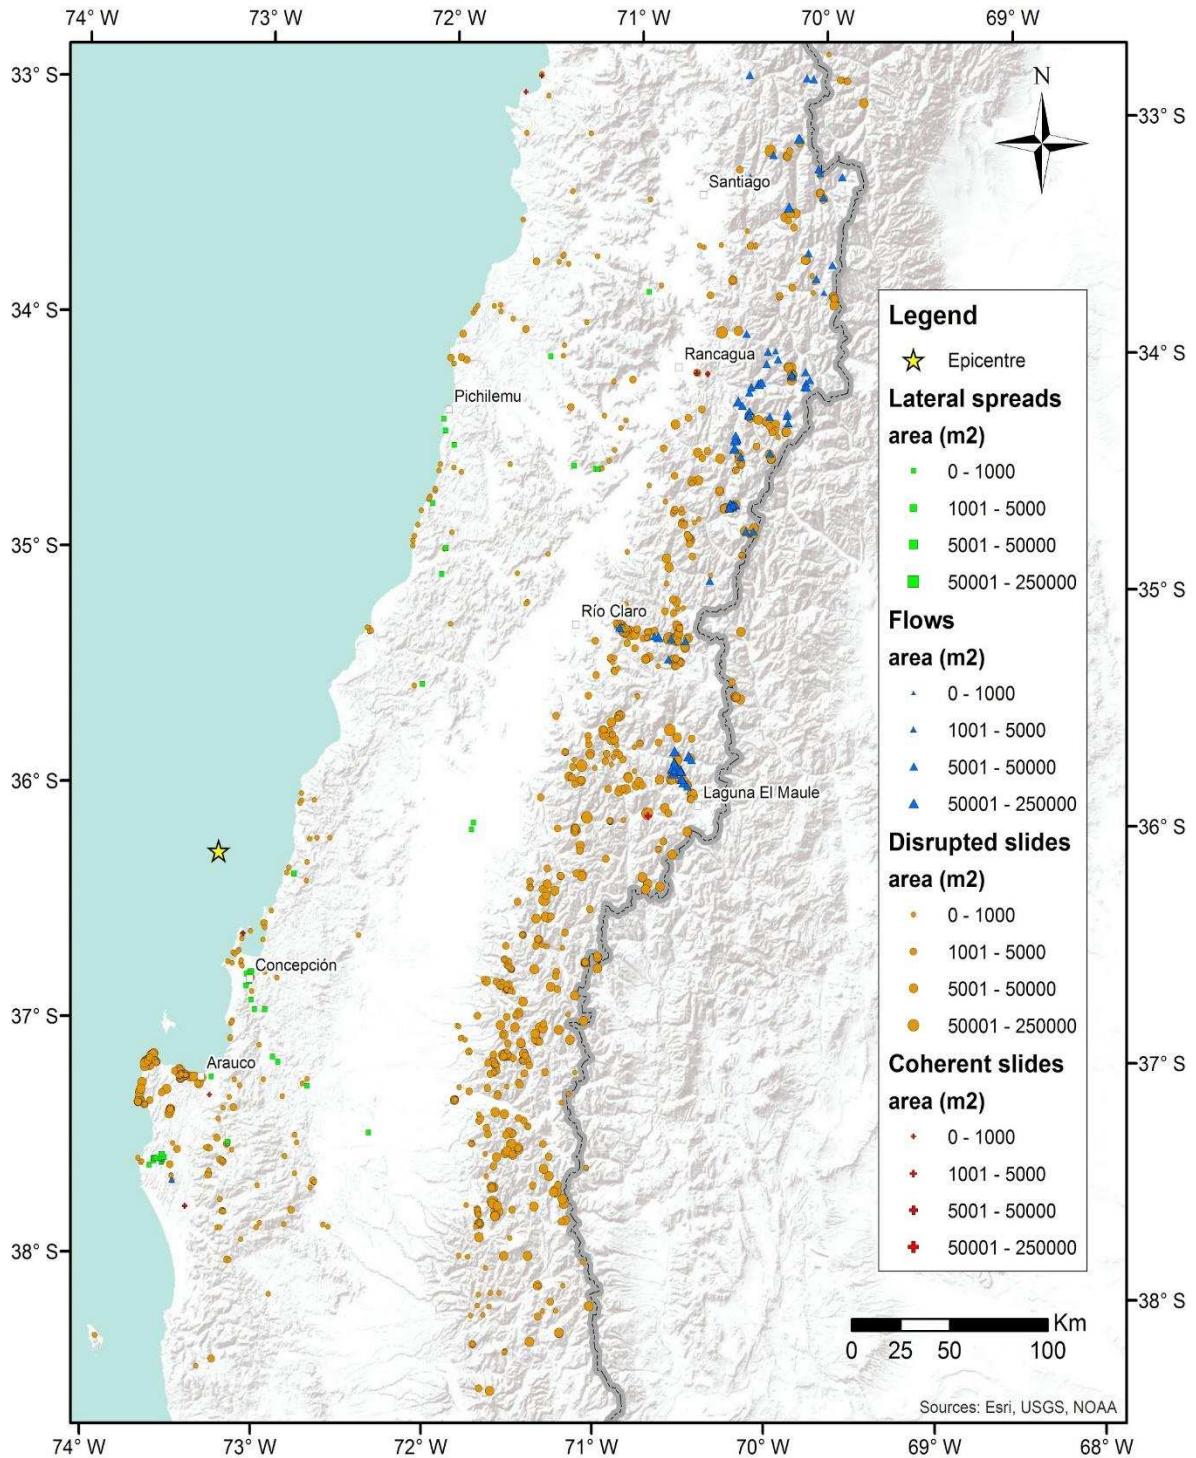 74° W 73° W 72° W 71° W 70° W 69° W
33° S
33° S
N
Santiago
34° S
Legend
Epicentre
Rancagua
34° S
Lateral spreads
Pichilemu
area (m2)
0 - 1000
1001 - 5000
35° S
5001 - 50000
50001 - 250000
35° S
Río Claro
Flows
area (m2)
0 - 1000
1001 - 5000
36° S
5001 - 50000
Laguna El Maule
50001 - 250000
36° S
Disrupted slides
area (m2)
0 - 1000
1001 - 5000
Concepción
5001 - 50000
37° S
50001 - 250000
Arauco
37° S
Coherent slides
area (m2)
0 - 1000
1001 - 5000
5001 - 50000
38° S
50001 - 250000
38° S
Km
0 25 50 100
Sources: Esri, USGS, NOAA
74° W 73° W 72° W 71° W 70° W 69° W 68° W